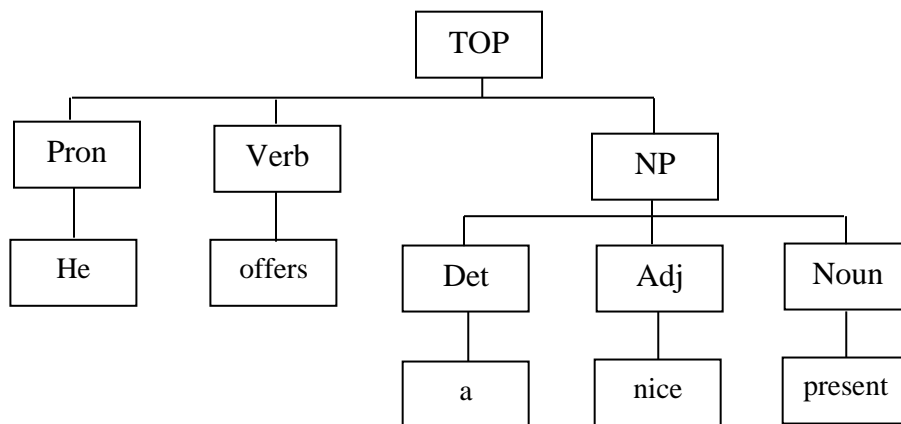 TOP
Pron Verb NP
He offers Det Adj Noun
a nice present